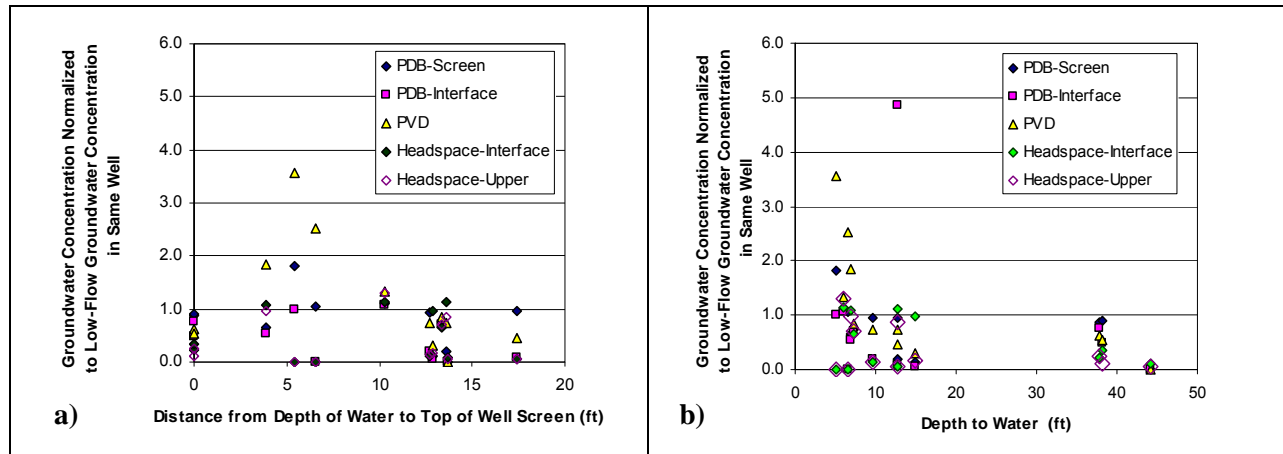 Groundwater Concentration Normalized
to Low-Flow Groundwater Concentration
in Same Well
6.0
5.0
4.0
3.0
2.0
1.0
0.0
PDB-Screen
PDB-Interface
PVD
Headspace-Interface
Headspace-Upper
0
5
10
15
20
Distance from Depth of Water to Top of Well Screen (ft)
a)
Groundwater Concentration Normalized
to Low-Flow Groundwater Concentration
in Same Well
6.0
5.0
4.0
3.0
2.0
1.0
0.0
PDB-Screen
PDB-Interface
PVD
Headspace-Interface
Headspace-Upper
0
10
20
30
40
50
Depth to Water (ft)
b)